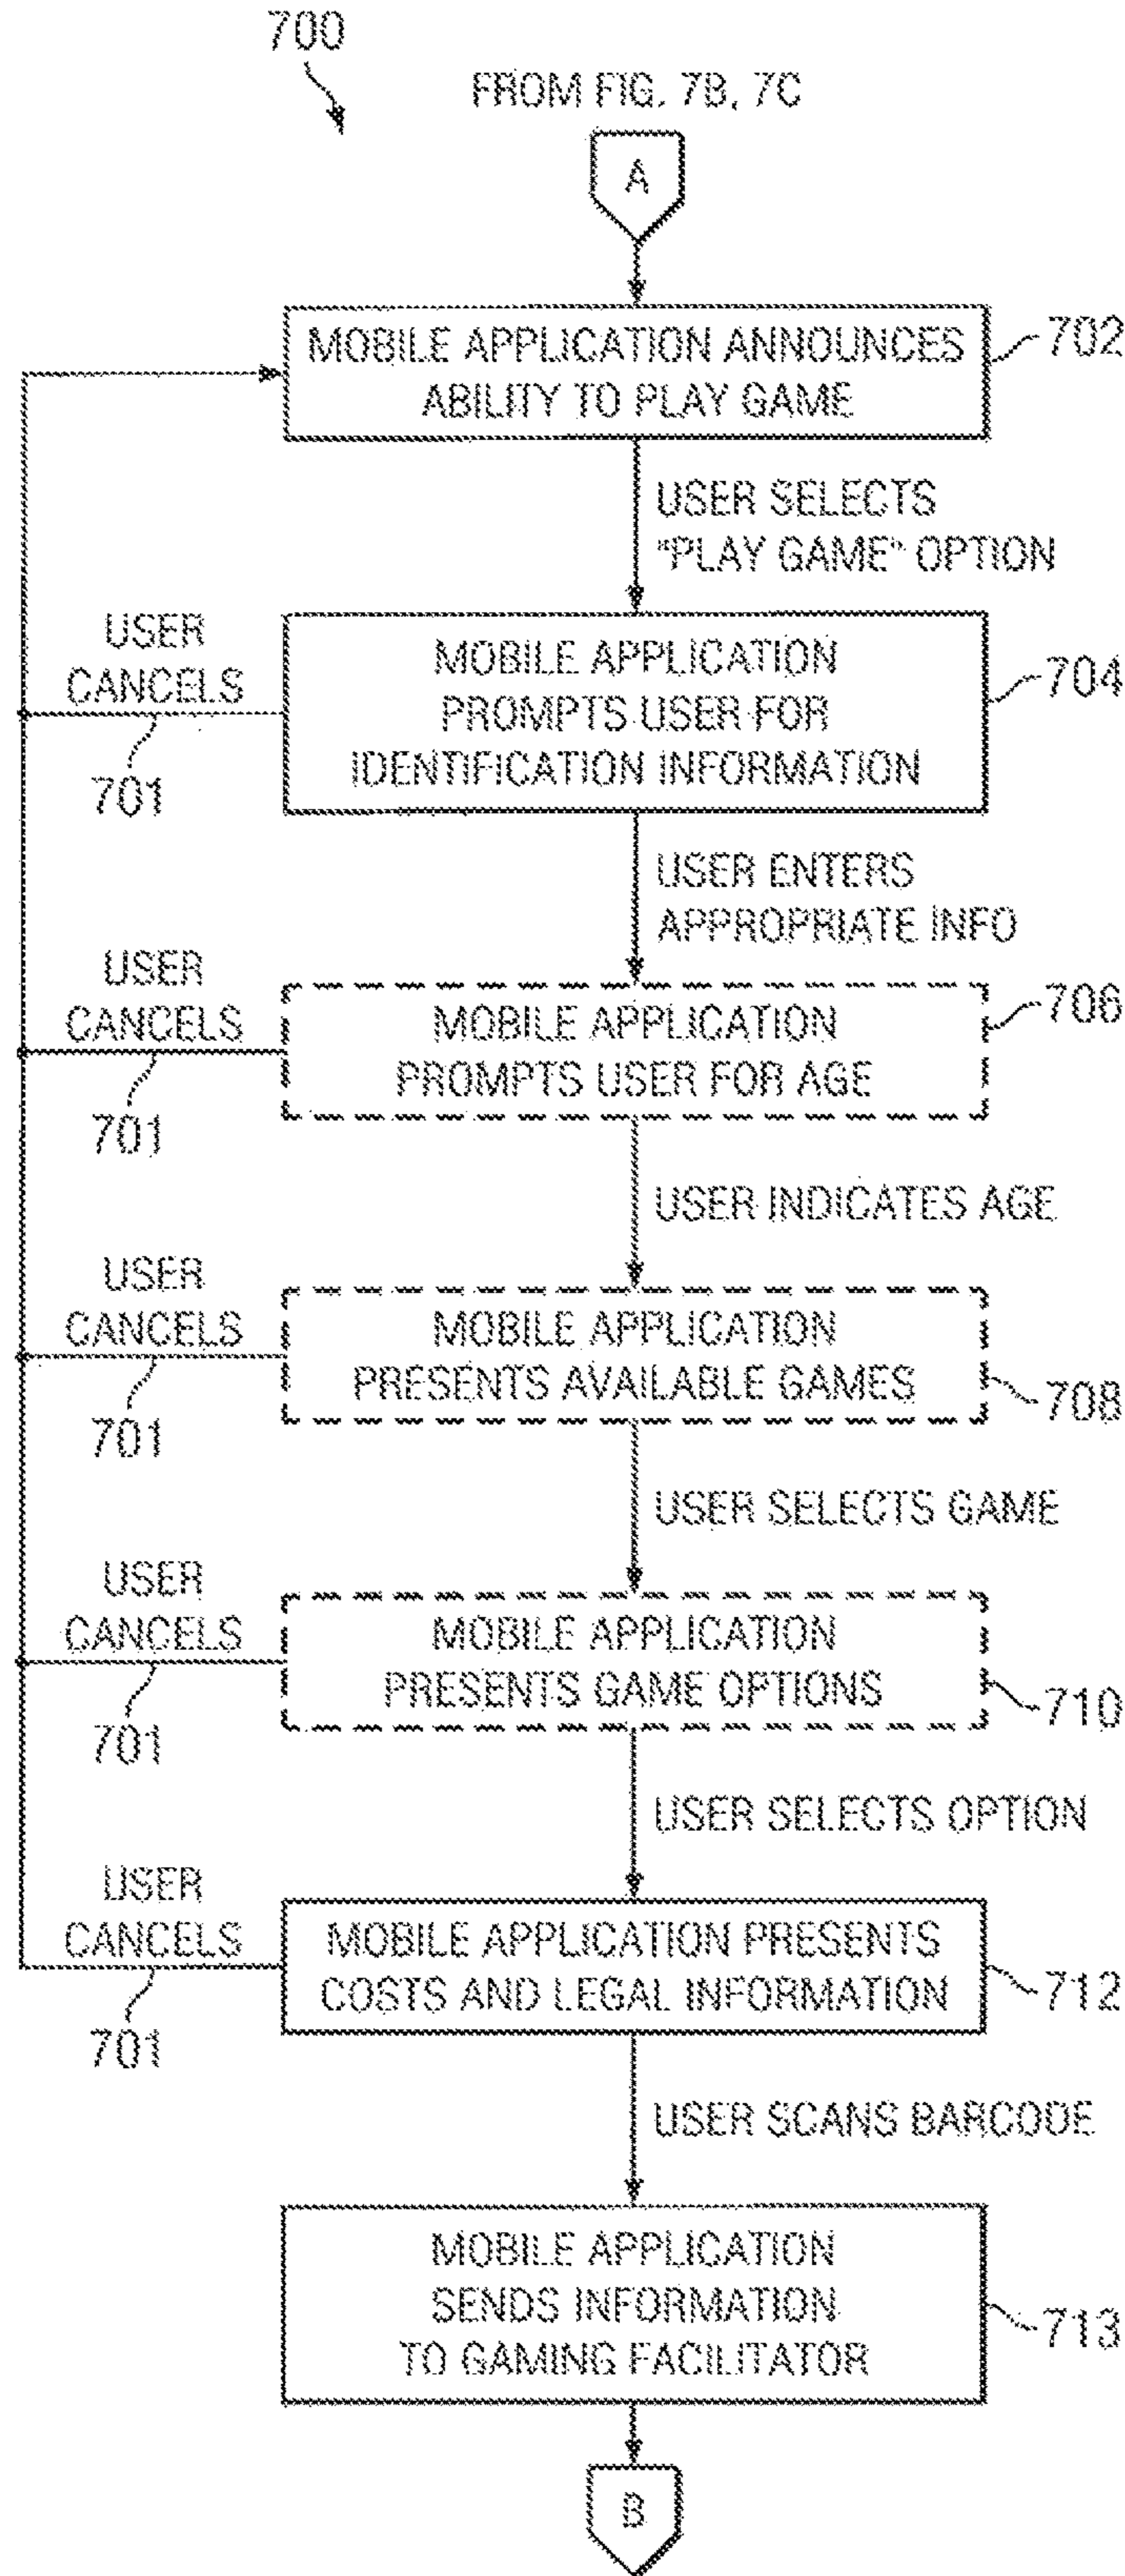 700
FROM FIG. 7B, 7C
A
MOBILE APPLICATION ANNOUNCES
ABILITY TO PLAY GAME
702
USER SELECTS
"PLAY GAME" OPTION
USER
CANCELS
701
MOBILE APPLICATION
PROMPTS USER FOR
IDENTIFICATION INFORMATION
704
USER ENTERS
APPROPRIATE INFO
USER
CANCELS
701
MOBILE APPLICATION
PROMPTS USER FOR AGE
706
USER INDICATES AGE
USER
CANCELS
701
MOBILE APPLICATION
PRESENTS AVAILABLE GAMES
708
USER SELECTS GAME
USER
CANCELS
701
MOBILE APPLICATION
PRESENTS GAME OPTIONS
710
USER SELECTS OPTION
USER
CANCELS
701
MOBILE APPLICATION PRESENTS
COSTS AND LEGAL INFORMATION
712
USER SCANS BARCODE
MOBILE APPLICATION
SENDS INFORMATION
TO GAMING FACILITATOR
713
B